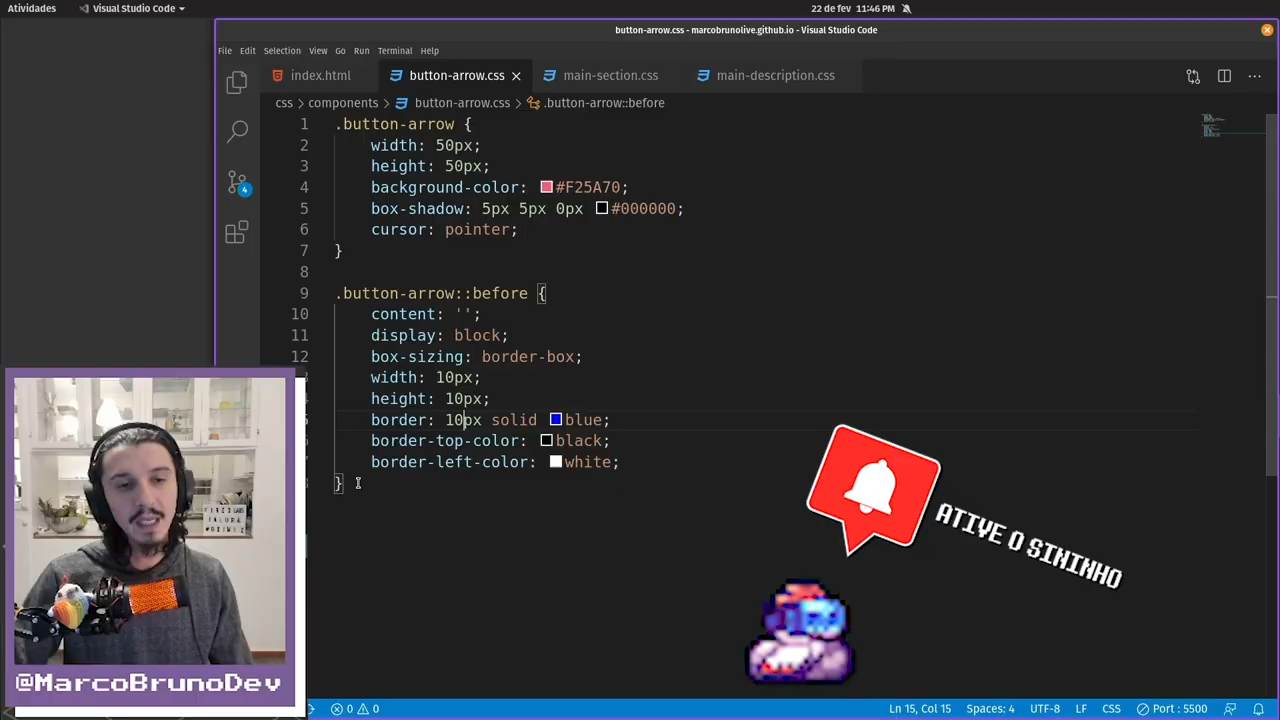 Atividades
Visual Studio Code
22 de fev 11:46 PM
button-arrow.css - marcobrunolive.github.io - Visual Studio Code
File Edit Selection View Go Run Terminal Help
index.html
button-arrow.css
main-section.css
main-description.css
css > components > button-arrow.css > .button-arrow::before
1 .button-arrow {
2 width: 50px;
3 height: 50px;
4 background-color: #F25A70;
5 box-shadow: 5px 5px 0px #000000;
6 cursor: pointer;
7 }
8
9 .button-arrow::before {
10 content: '';
11 display: block;
12 box-sizing: border-box;
width: 10px;
height: 10px;
border: 10px solid blue;
border-top-color: black;
border-left-color: white;
}
4
ATIVE O SININHO
@MarcoBrunoDev
0 0
Ln 15, Col 15
Spaces: 4
UTF-8
LF
CSS
Port : 5500